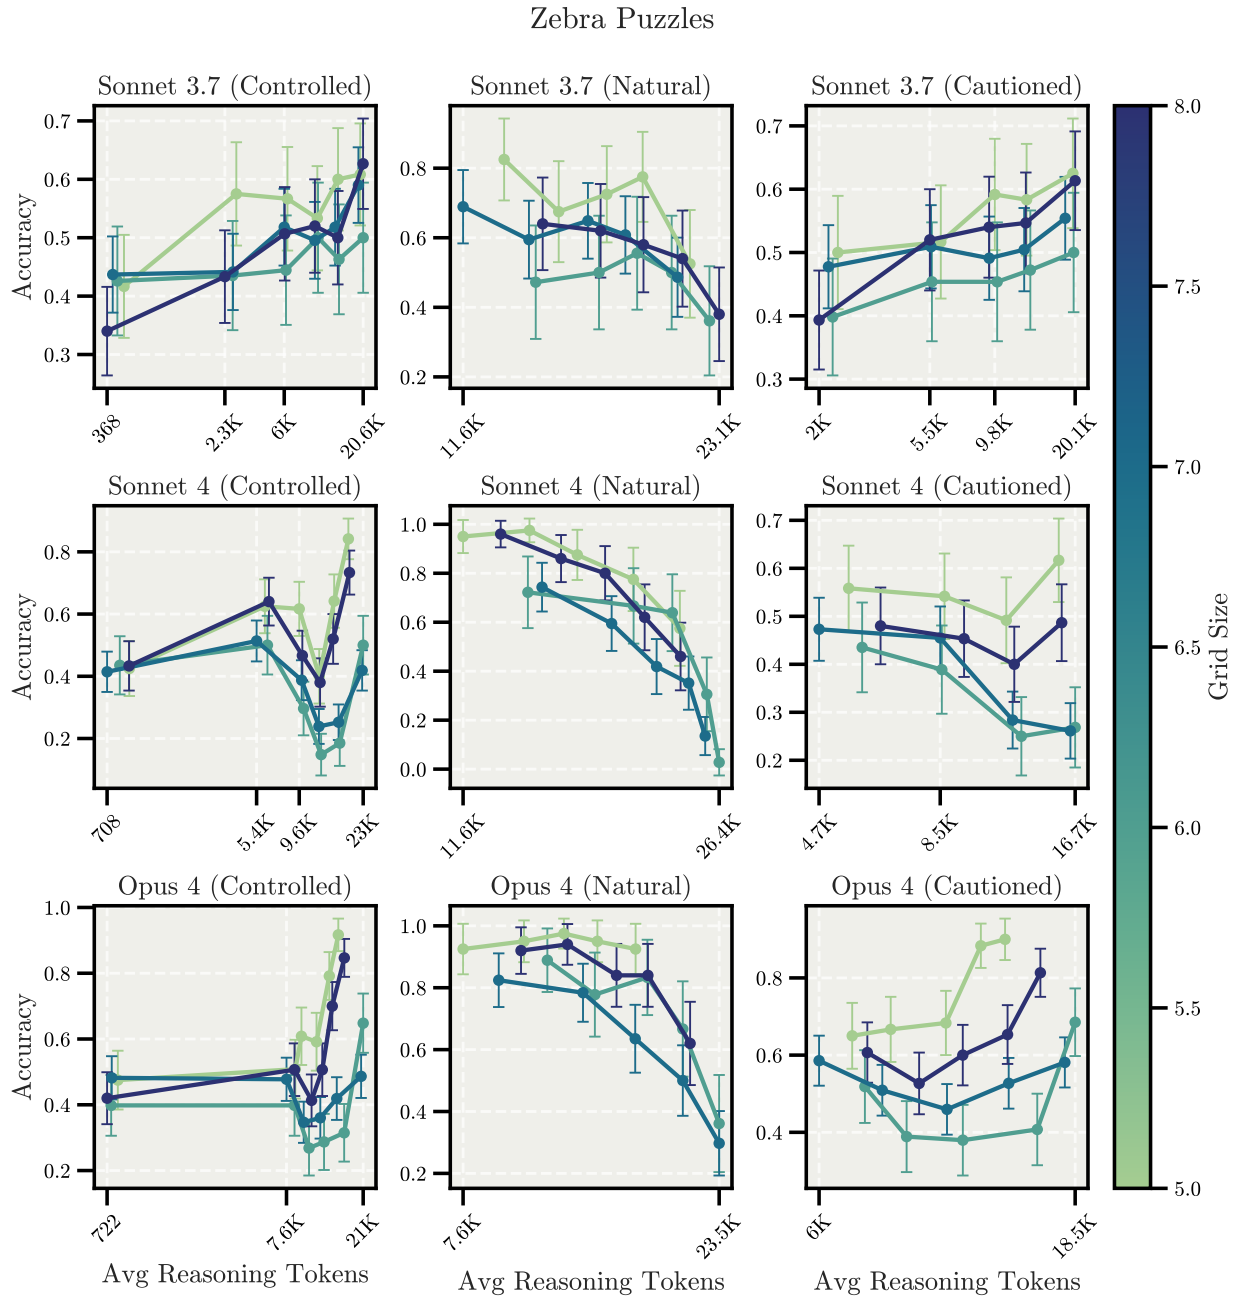 Zebra Puzzles
Sonnet 3.7 (Controlled)
Sonnet 3.7 (Natural)
Sonnet 3.7 (Cautioned)
Accuracy
0.7
0.6
0.5
0.4
0.3
368
2.3K
6K
20.6K
0.8
0.6
0.4
0.2
11.6K
23.1K
0.7
0.6
0.5
0.4
0.3
2K
5.5K
9.8K
20.1K
Sonnet 4 (Controlled)
Sonnet 4 (Natural)
Sonnet 4 (Cautioned)
Accuracy
0.8
0.6
0.4
0.2
708
5.4K
9.6K
23K
1.0
0.8
0.6
0.4
0.2
0.0
11.6K
26.4K
0.7
0.6
0.5
0.4
0.3
0.2
4.7K
8.5K
16.7K
Opus 4 (Controlled)
Opus 4 (Natural)
Opus 4 (Cautioned)
Accuracy
1.0
0.8
0.6
0.4
0.2
722
7.6K
21K
Avg Reasoning Tokens
1.0
0.8
0.6
0.4
0.2
7.6K
23.5K
Avg Reasoning Tokens
0.8
0.6
0.4
6K
18.5K
Avg Reasoning Tokens
8.0
7.5
7.0
6.5
6.0
5.5
5.0
Grid Size